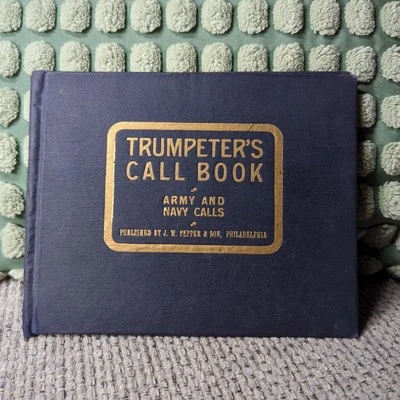 TRUMPETER'S
CALL BOOK
ARMY AND
NAVY CALLS
PUBLISHED BY J. W. PEPPER & SON, PHILADELPHIA